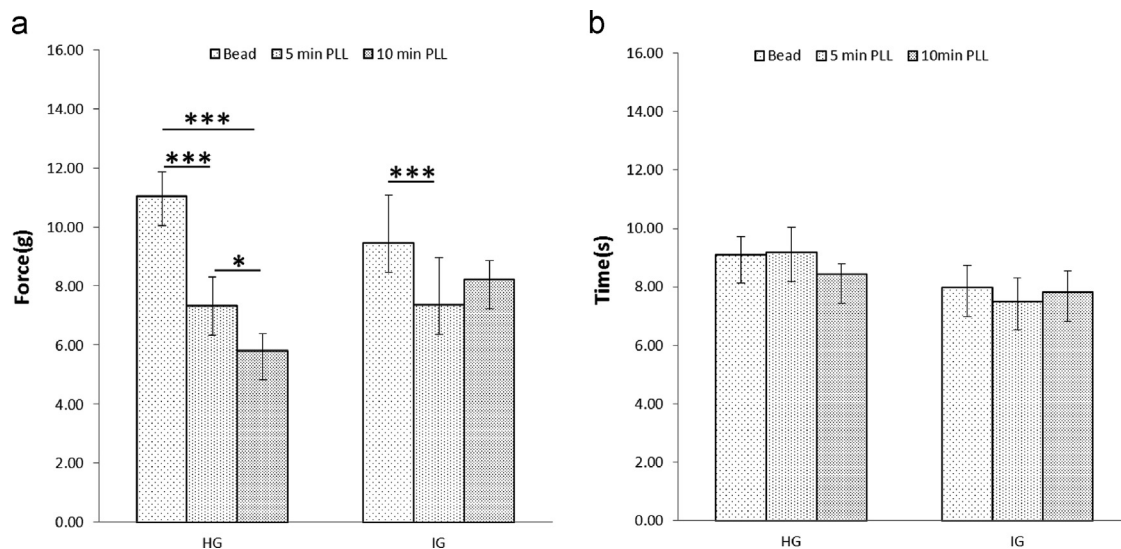 a
16.00
Bead 5 min PLL 10 min PLL
14.00
***
12.00
***
***
10.00
*
8.00
6.00
4.00
2.00
0.00
Force(g)
HG IG
b
16.00
Bead 5 min PLL 10min PLL
14.00
12.00
10.00
8.00
6.00
4.00
2.00
0.00
Time(s)
HG IG